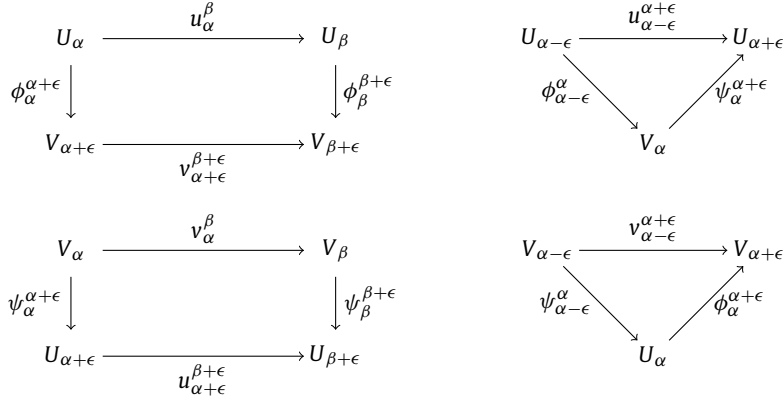 u_α^β u_{α−ϵ}^{α+ϵ}
U_α U_β U_{α−ϵ} U_{α+ϵ}
ϕ_α^{α+ϵ} ϕ_β^{β+ϵ} ϕ_{α−ϵ}^α ψ_α^{α+ϵ}
V_{α+ϵ} V_{β+ϵ} V_α
v_{α+ϵ}^{β+ϵ}
v_α^β v_{α−ϵ}^{α+ϵ}
V_α V_β V_{α−ϵ} V_{α+ϵ}
ψ_α^{α+ϵ} ψ_β^{β+ϵ} ψ_{α−ϵ}^α ϕ_α^{α+ϵ}
U_{α+ϵ} U_{β+ϵ} U_α
u_{α+ϵ}^{β+ϵ}